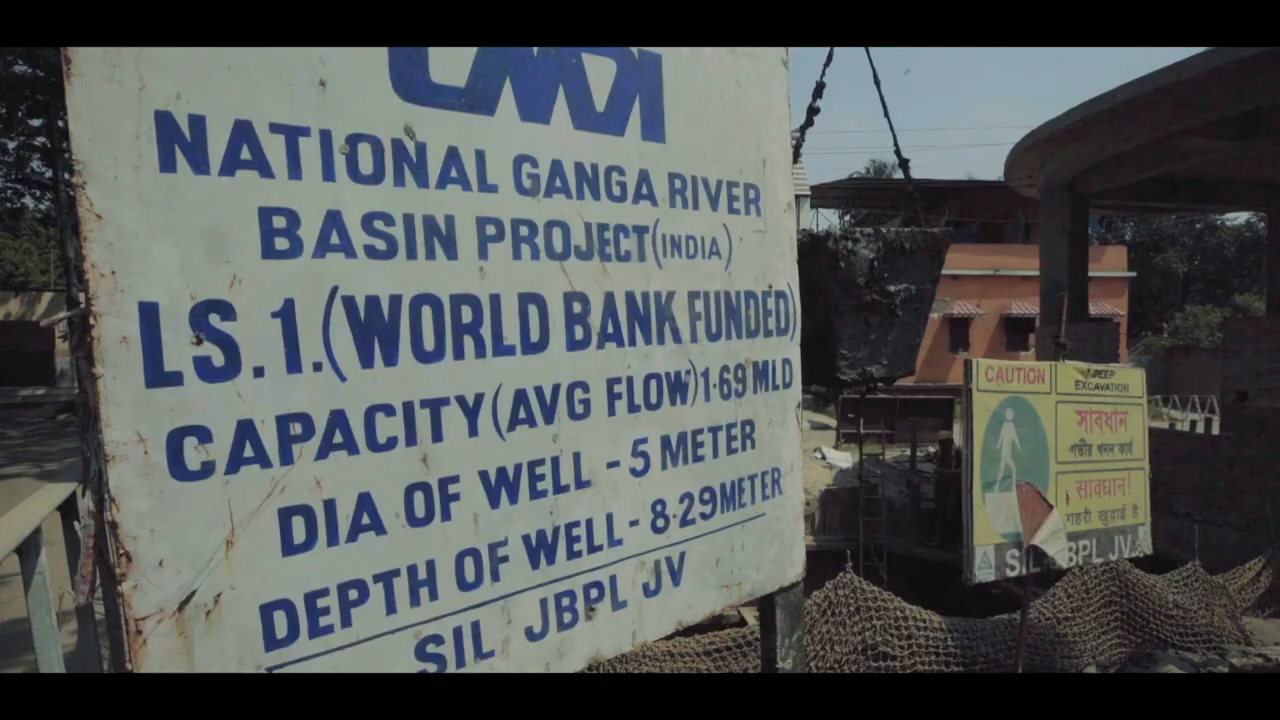 NATIONAL GANGA RIVER
BASIN PROJECT(INDIA)
LS.1.(WORLD BANK FUNDED)
CAPACITY(AVG FLOW)1·69 MLD
DIA OF WELL - 5 METER
DEPTH OF WELL - 8·29METER
SIL JBPL JV
CAUTION
DEEP
EXCAVATION
সাবধান
গভীর খনন কার্য
सावधान!
गहरी खुदाई है
SIL JBPL JV